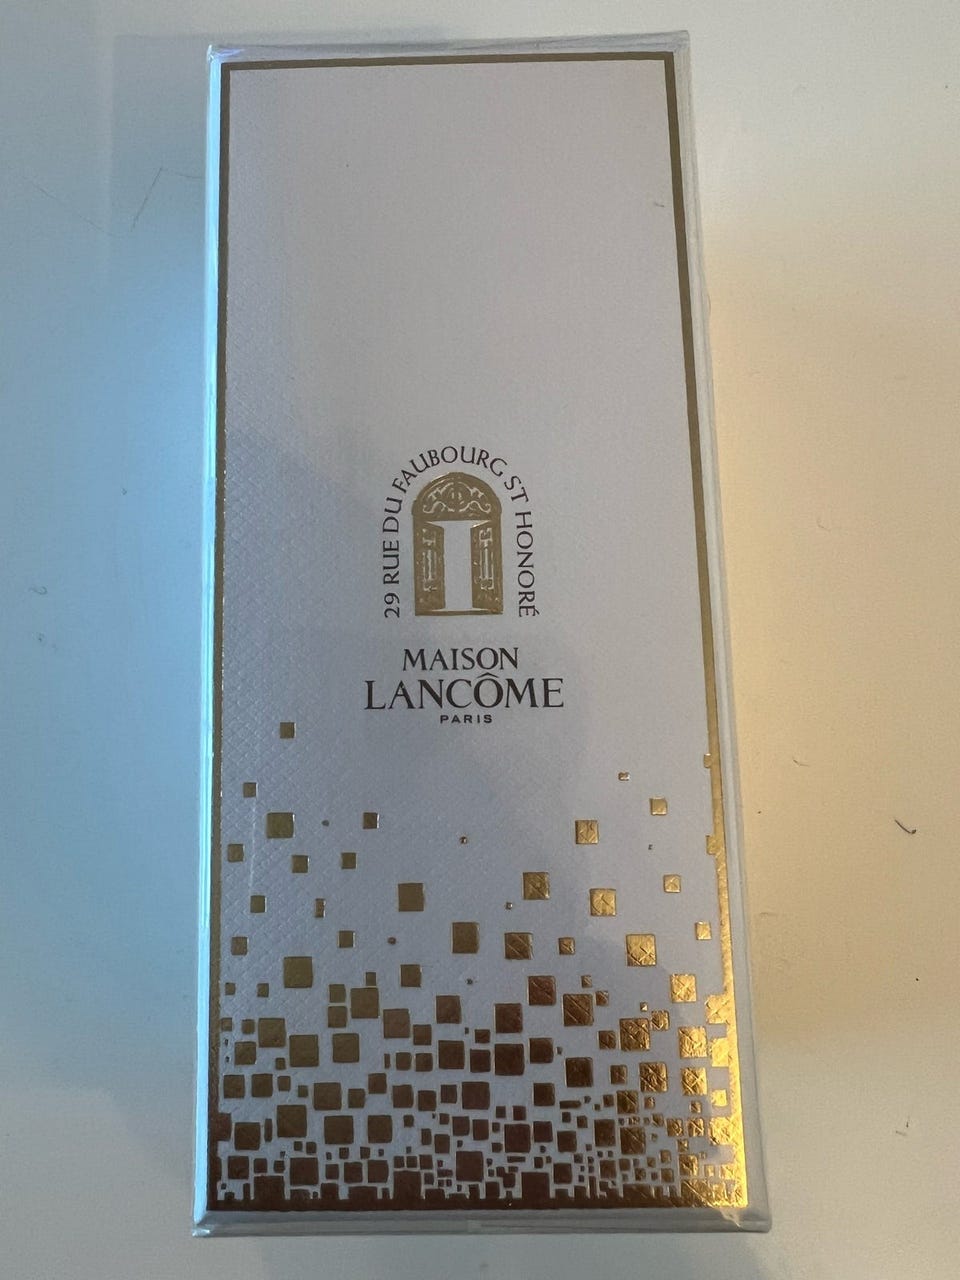 29 RUE DU FAUBOURG ST HONORÉ
MAISON
LANCÔME
PARIS